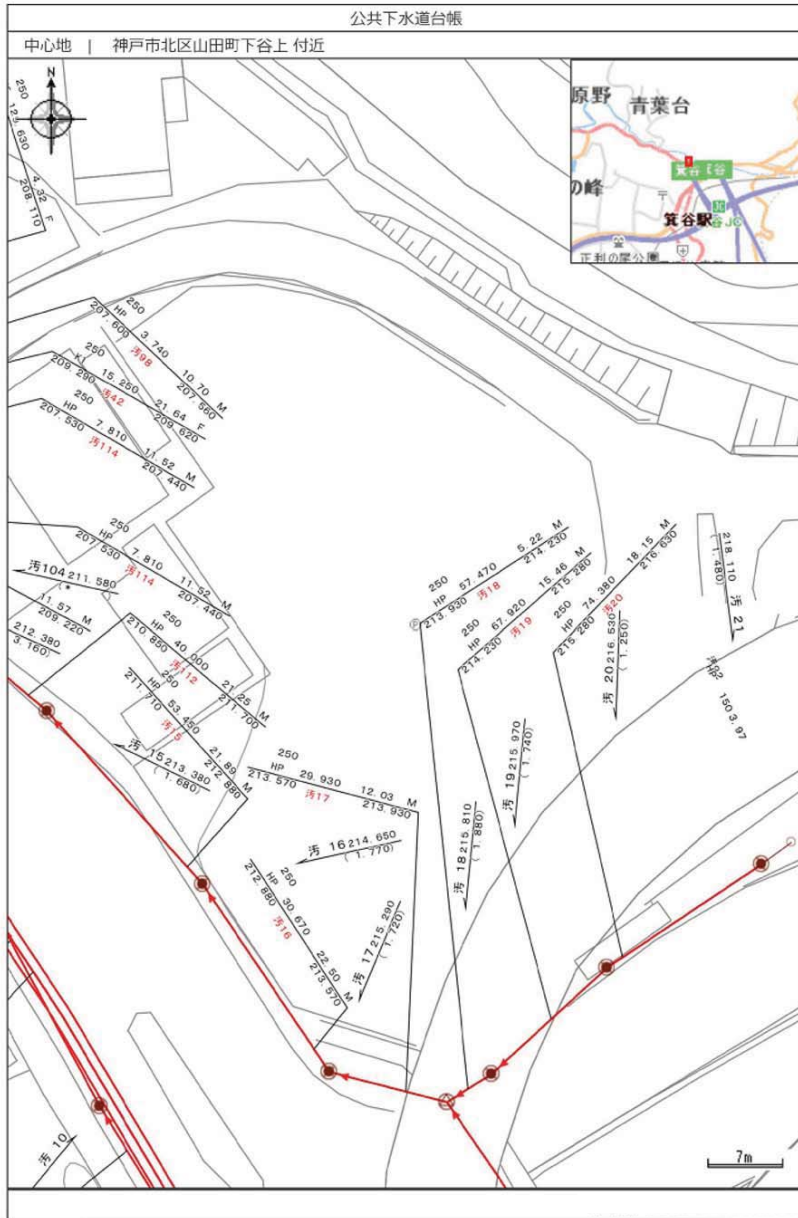 公共下水道台帳
中心地 | 神戸市北区山田町下谷上 付近
N
原野 青葉台
の峰
箕谷駅
250
4.32 F
208.110
250
HP 3.740 10.70 M
207.600 汚98 207.560
250
KI 15.250 21.64 F
209.290 汚42 209.620
250
HP 7.810 11.52 M
207.530 汚114 207.440
250
HP 7.810 11.52 M
207.530 汚114 207.440
汚104 211.580
(*
11.57 M
209.220
212.380
3.160)
250
HP 40.000 21.25 M
210.850 汚112 211.700
250
HP 53.450 21.89 M
211.710 汚15 212.880
汚 15 213.380
(1.680)
250
HP 29.930 12.03 M
213.570 汚17 213.930
汚 16 214.650
(1.770)
250
HP 30.670 22.50 M
212.880 汚16 213.570
汚 17 215.290
(1.720)
250
HP 57.470 5.22 M
213.930 汚18 214.230
P
250
HP 67.920 15.46 M
214.230 汚19 215.280
250
HP 74.380 18.15 M
215.280 汚20 216.630
汚 18 215.810
(1.880)
汚 19 215.970
(1.740)
汚 20 216.530
(1.250)
218.110 汚 21
(1.480)
HP 150 3.97
汚 10
7m